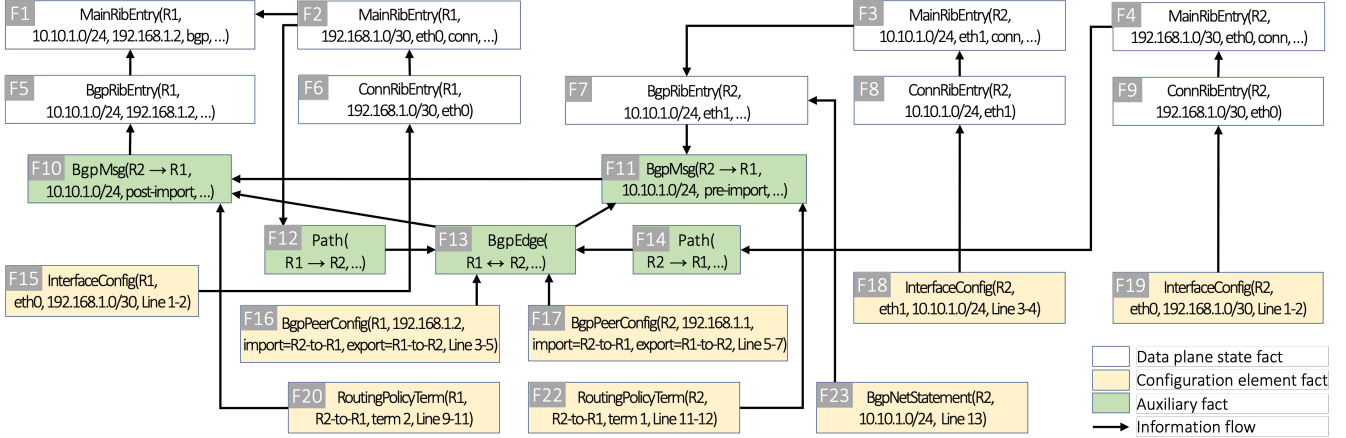 F1
MainRibEntry(R1,
10.10.1.0/24, 192.168.1.2, bgp, ...)
F2
MainRibEntry(R1,
192.168.1.0/30, eth0, conn, ...)
F3
MainRibEntry(R2,
10.10.1.0/24, eth1, conn, ...)
F4
MainRibEntry(R2,
192.168.1.0/30, eth0, conn, ...)
F5
BgpRibEntry(R1,
10.10.1.0/24, 192.168.1.2, ...)
F6
ConnRibEntry(R1,
192.168.1.0/30, eth0)
F7
BgpRibEntry(R2,
10.10.1.0/24, eth1, ...)
F8
ConnRibEntry(R2,
10.10.1.0/24, eth1)
F9
ConnRibEntry(R2,
192.168.1.0/30, eth0)
F10
BgpMsg(R2 → R1,
10.10.1.0/24, post-import, ...)
F11
BgpMsg(R2 → R1,
10.10.1.0/24, pre-import, ...)
F12
Path(
R1 → R2, ...)
F13
BgpEdge(
R1 ↔ R2, ...)
F14
Path(
R2 → R1, ...)
F15
InterfaceConfig(R1,
eth0, 192.168.1.0/30, Line 1-2)
F16
BgpPeerConfig(R1, 192.168.1.2,
import=R2-to-R1, export=R1-to-R2, Line 3-5)
F17
BgpPeerConfig(R2, 192.168.1.1,
import=R2-to-R1, export=R1-to-R2, Line 5-7)
F18
InterfaceConfig(R2,
eth1, 10.10.1.0/24, Line 3-4)
F19
InterfaceConfig(R2,
eth0, 192.168.1.0/30, Line 1-2)
F20
RoutingPolicyTerm(R1,
R2-to-R1, term 2, Line 9-11)
F22
RoutingPolicyTerm(R2,
R2-to-R1, term 1, Line 11-12)
F23
BgpNetStatement(R2,
10.10.1.0/24, Line 13)
Data plane state fact
Configuration element fact
Auxiliary fact
Information flow